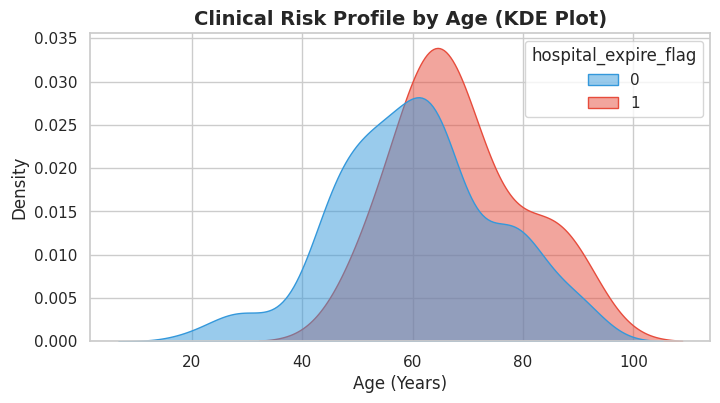 Clinical Risk Profile by Age (KDE Plot)
hospital_expire_flag
0
1
Density
0.035
0.030
0.025
0.020
0.015
0.010
0.005
0.000
20 40 60 80 100
Age (Years)